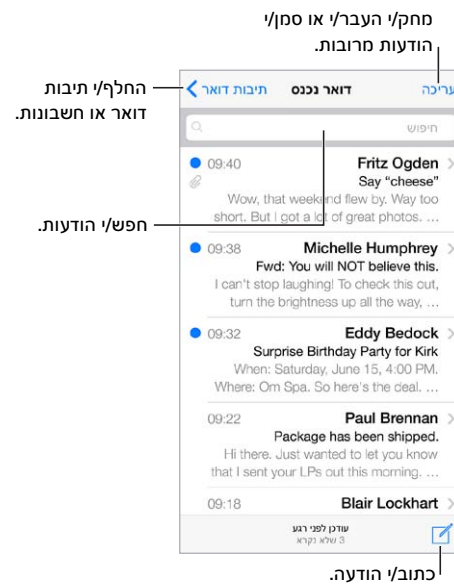 מחק/י העבר/י או סמן/י
הודעות מרובות.
החלף/י תיבות
דואר או חשבונות.
חפש/י הודעות.
עריכה
דואר נכנס
תיבות דואר
חיפוש
Fritz Ogden
09:40
Say “cheese”
Wow, that weekend flew by. Way too
short. But I got a lot of great photos. …
Michelle Humphrey
09:38
Fwd: You will NOT believe this.
I can't stop laughing! To check this out,
turn the brightness up all the way, …
Eddy Bedock
09:32
Surprise Birthday Party for Kirk
When: Saturday, June 15, 4:00 PM.
Where: Om Spa. So here's the deal. …
Paul Brennan
09:22
Package has been shipped.
Hi there. Just wanted to let you know
that I sent your LPs out this morning. …
Blair Lockhart
09:18
עודכן לפני רגע
3 שלא נקרא
כתוב/י הודעה.